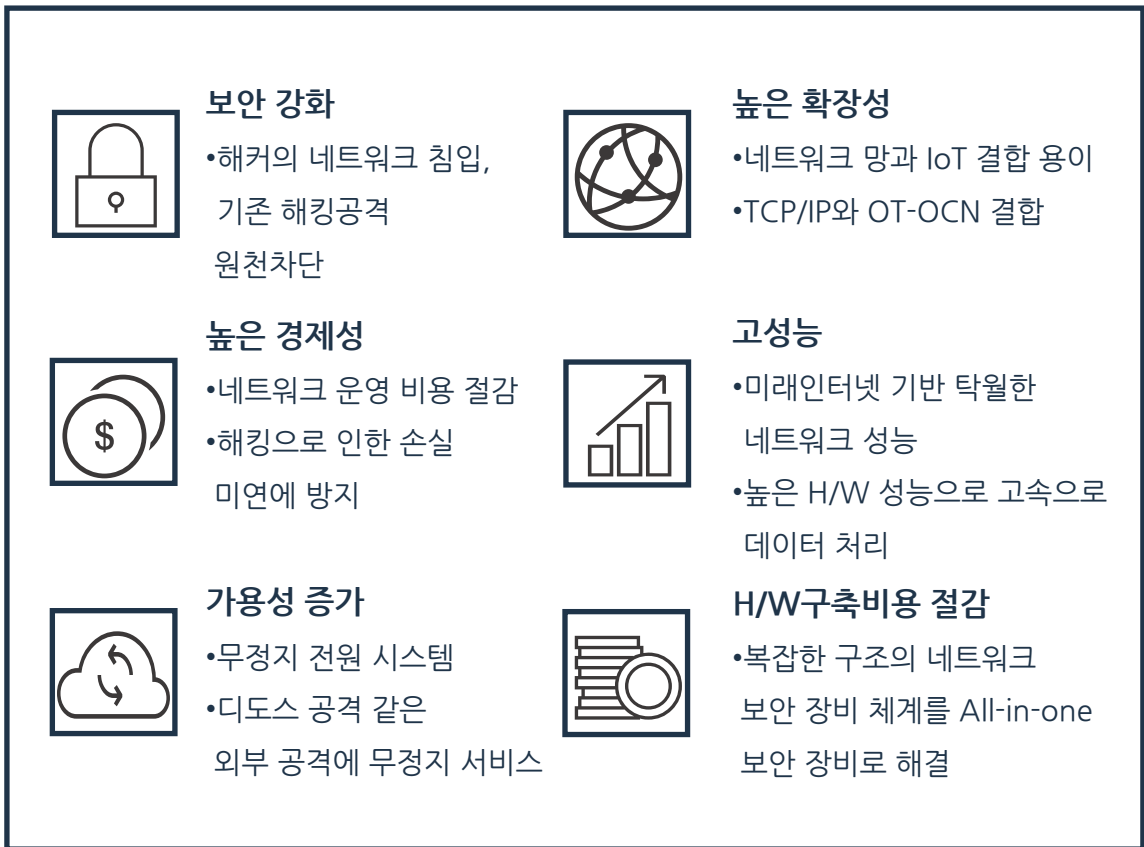 보안 강화
•해커의 네트워크 침입,
기존 해킹공격
원천차단
높은 확장성
•네트워크 망과 IoT 결합 용이
•TCP/IP와 OT-OCN 결합
높은 경제성
•네트워크 운영 비용 절감
•해킹으로 인한 손실
미연에 방지
$
고성능
•미래인터넷 기반 탁월한
네트워크 성능
•높은 H/W 성능으로 고속으로
데이터 처리
가용성 증가
•무정지 전원 시스템
•디도스 공격 같은
외부 공격에 무정지 서비스
H/W구축비용 절감
•복잡한 구조의 네트워크
보안 장비 체계를 All-in-one
보안 장비로 해결